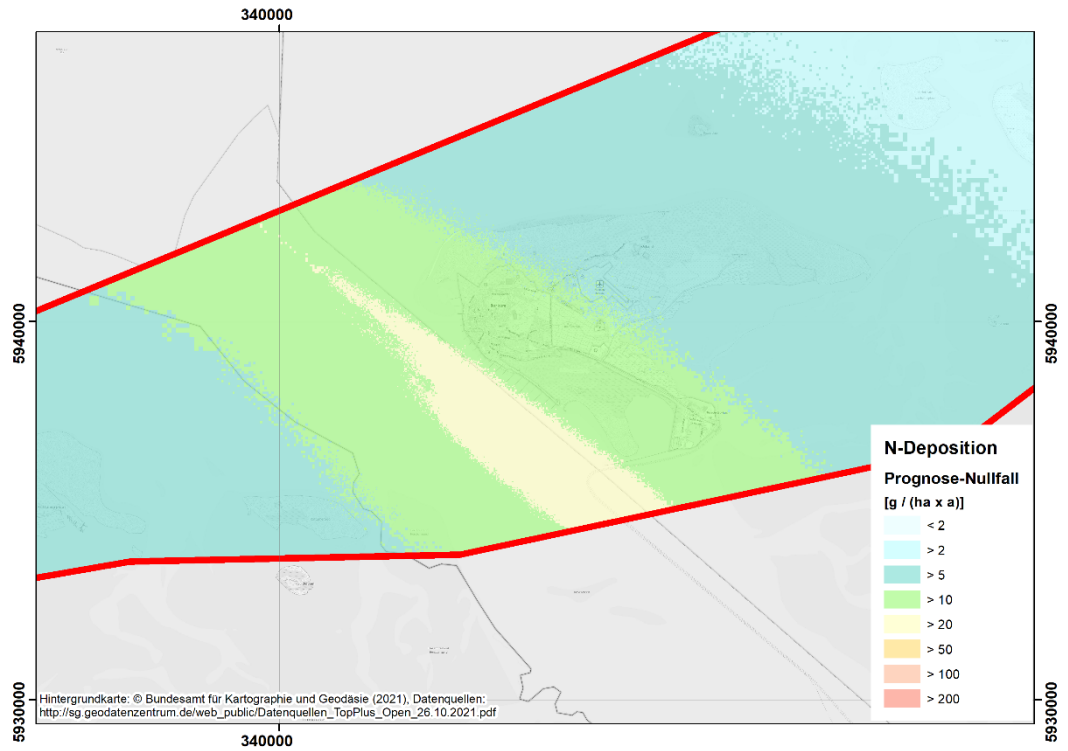 340000
5940000
5940000
N-Deposition
Prognose-Nullfall
[g / (ha x a)]
< 2
> 2
> 5
> 10
> 20
> 50
> 100
> 200
Hintergrundkarte: © Bundesamt für Kartographie und Geodäsie (2021), Datenquellen:
http://sg.geodatenzentrum.de/web_public/Datenquellen_TopPlus_Open_26.10.2021.pdf
5930000
5930000
340000